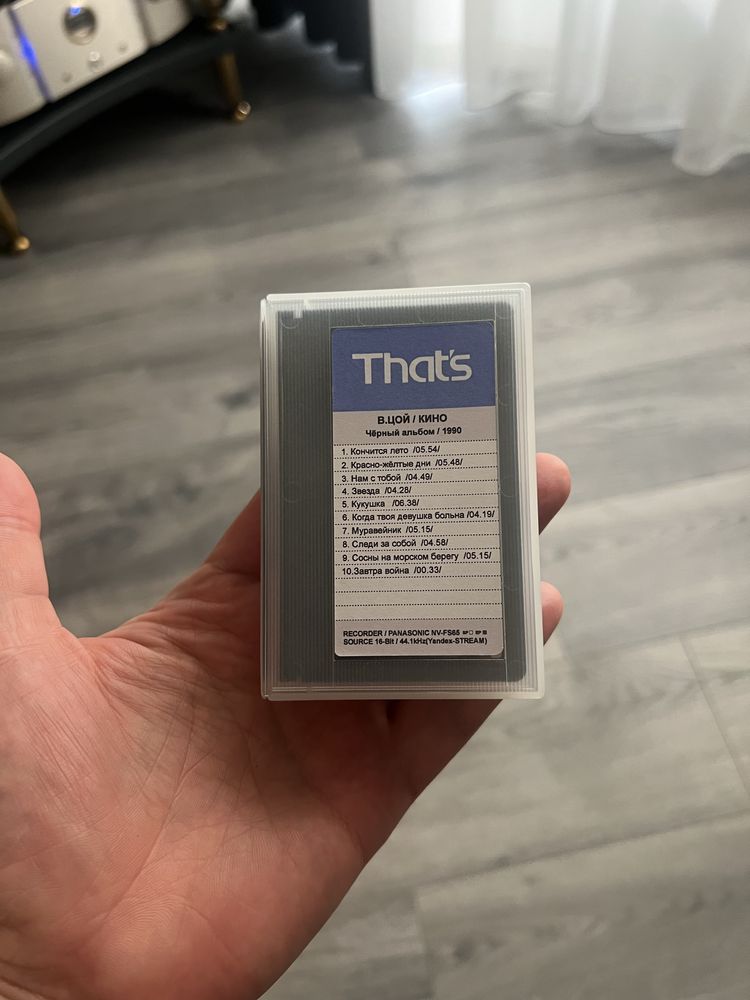 That's
В.ЦОЙ / КИНО
Чёрный альбом / 1990
1. Кончится лето /05.54/
2. Красно-жёлтые дни /05.48/
3. Нам с тобой /04.49/
4. Звезда /04.28/
5. Кукушка /06.38/
6. Когда твоя девушка больна /04.19/
7. Муравейник /05.15/
8. Следи за собой /04.58/
9. Сосны на морском берегу /05.15/
10.Завтра война /00.33/
RECORDER / PANASONIC NV-FS65 SP □ EP ■
SOURCE 16-Bit / 44.1kHz(Yandex-STREAM)